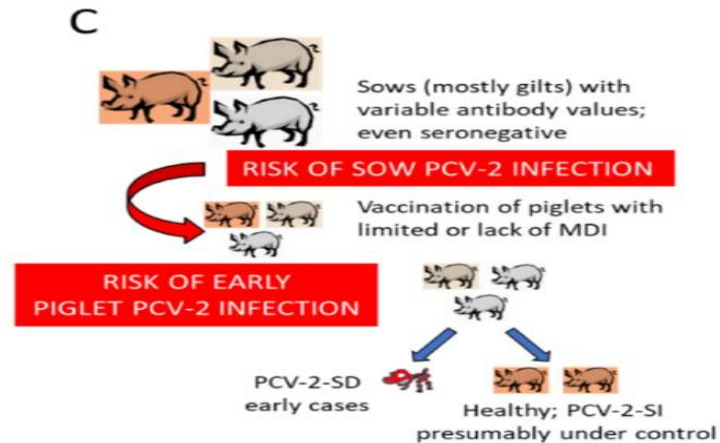 C
Sows (mostly gilts) with
variable antibody values;
even seronegative
RISK OF SOW PCV-2 INFECTION
Vaccination of piglets with
limited or lack of MDI
RISK OF EARLY
PIGLET PCV-2 INFECTION
PCV-2-SD
early cases
Healthy; PCV-2-SI
presumably under control